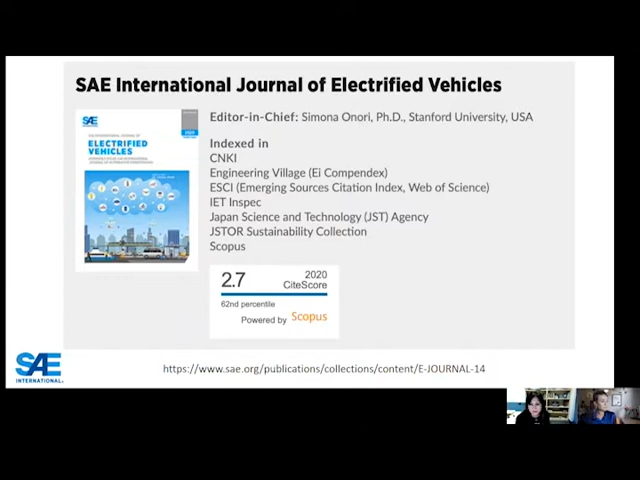 SAE International Journal of Electrified Vehicles
SAE
ELECTRIFIED
VEHICLES
Editor-in-Chief: Simona Onori, Ph.D., Stanford University, USA
Indexed in
CNKI
Engineering Village (Ei Compendex)
ESCI (Emerging Sources Citation Index, Web of Science)
IET Inspec
Japan Science and Technology (JST) Agency
JSTOR Sustainability Collection
Scopus
2.7
2020
CiteScore
62nd percentile
Powered by Scopus
SAE
INTERNATIONAL
https://www.sae.org/publications/collections/content/E-JOURNAL-14